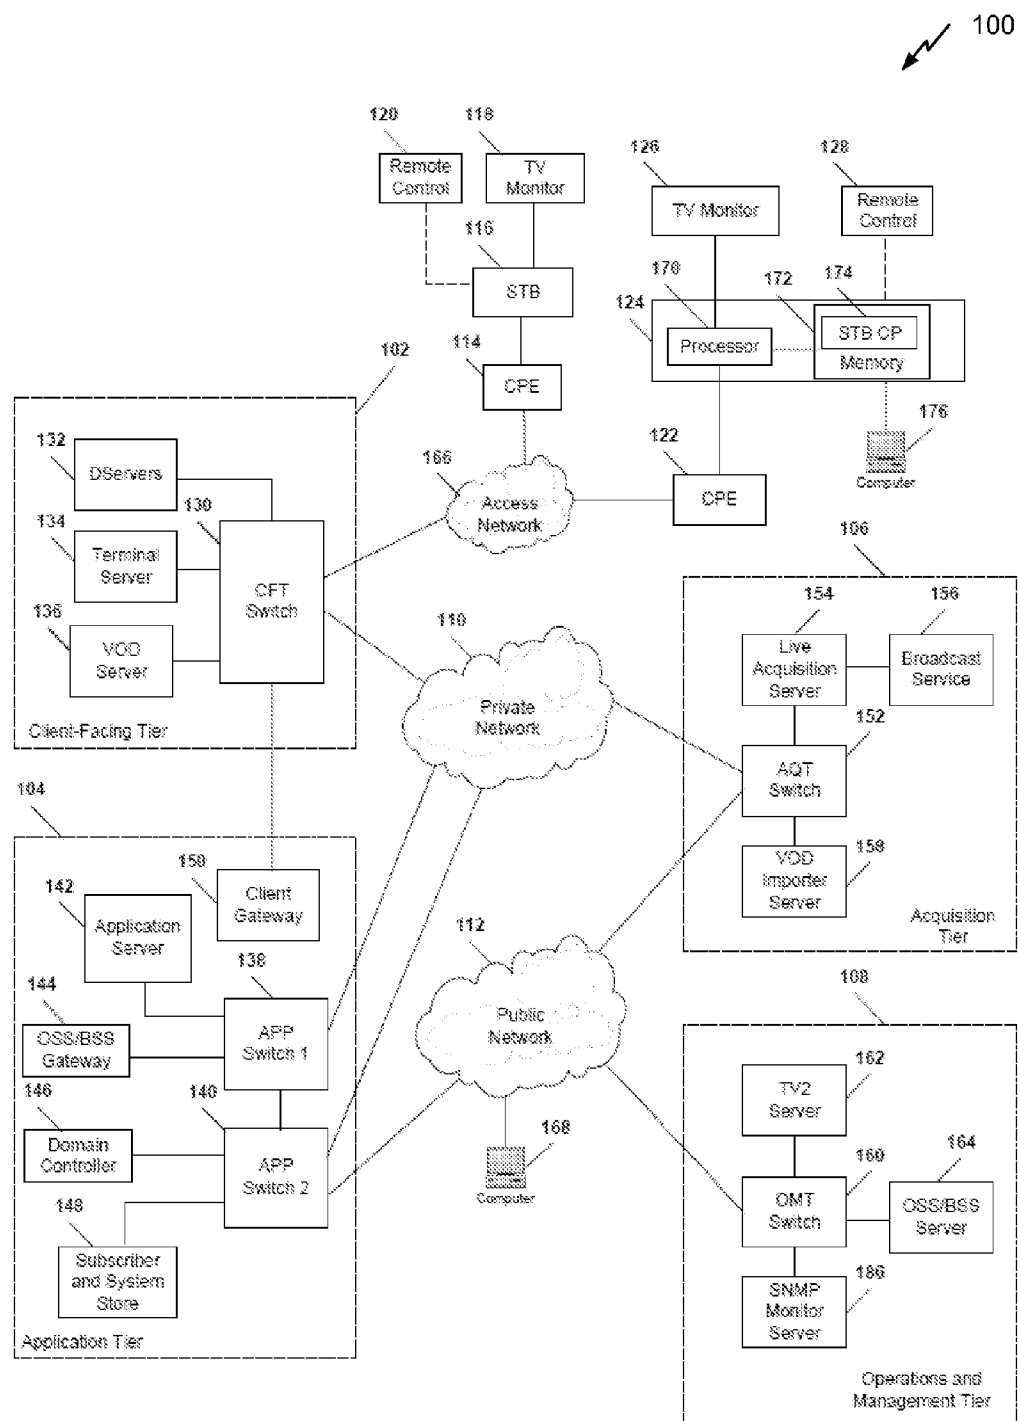 100
120
118
126
128
Remote
Control
TV
Monitor
TV Monitor
Remote
Control
116
STB
170
172
174
124
Processor
STB CP
Memory
114
CPE
102
176
Computer
122
CPE
166
Access
Network
132
DServers
130
134
Terminal
Server
CFT
Switch
136
VOD
Server
Client-Facing Tier
110
Private
Network
106
154
156
Live
Acquisition
Server
Broadcast
Service
152
AQT
Switch
158
VOD
Importer
Server
Acquisition
Tier
104
150
Client
Gateway
142
Application
Server
138
144
OSS/BSS
Gateway
APP
Switch 1
146
140
Domain
Controller
APP
Switch 2
148
Subscriber
and System
Store
Application Tier
112
Public
Network
168
Computer
108
162
TV2
Server
160
164
OMT
Switch
OSS/BSS
Server
186
SNMP
Monitor
Server
Operations and
Management Tier